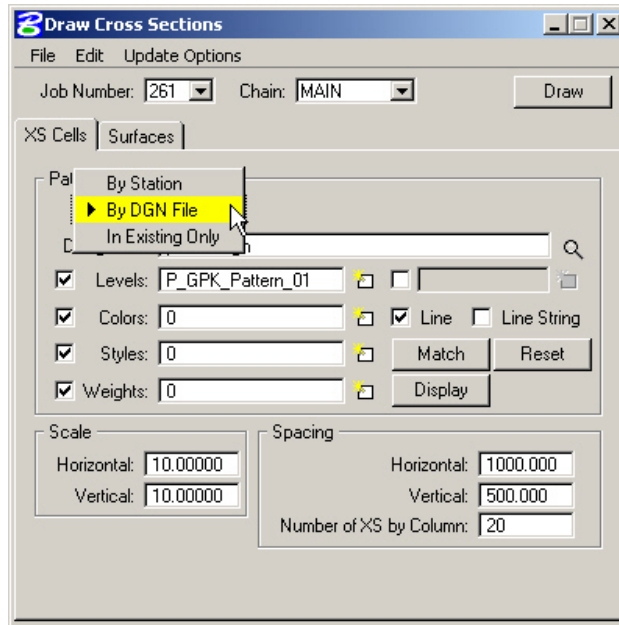 Draw Cross Sections
File Edit Update Options
Job Number: 261 Chain: MAIN Draw
XS Cells Surfaces
By Station
By DGN File
In Existing Only
Levels: P_GPK_Pattern_01
Colors: 0 Line Line String
Styles: 0 Match Reset
Weights: 0 Display
Scale Spacing
Horizontal: 10.00000 Horizontal: 1000.000
Vertical: 10.00000 Vertical: 500.000
Number of XS by Column: 20